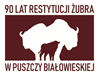 90 LAT RESTYTUCJI ŻUBRA
W PUSZCZY BIAŁOWIESKIEJ